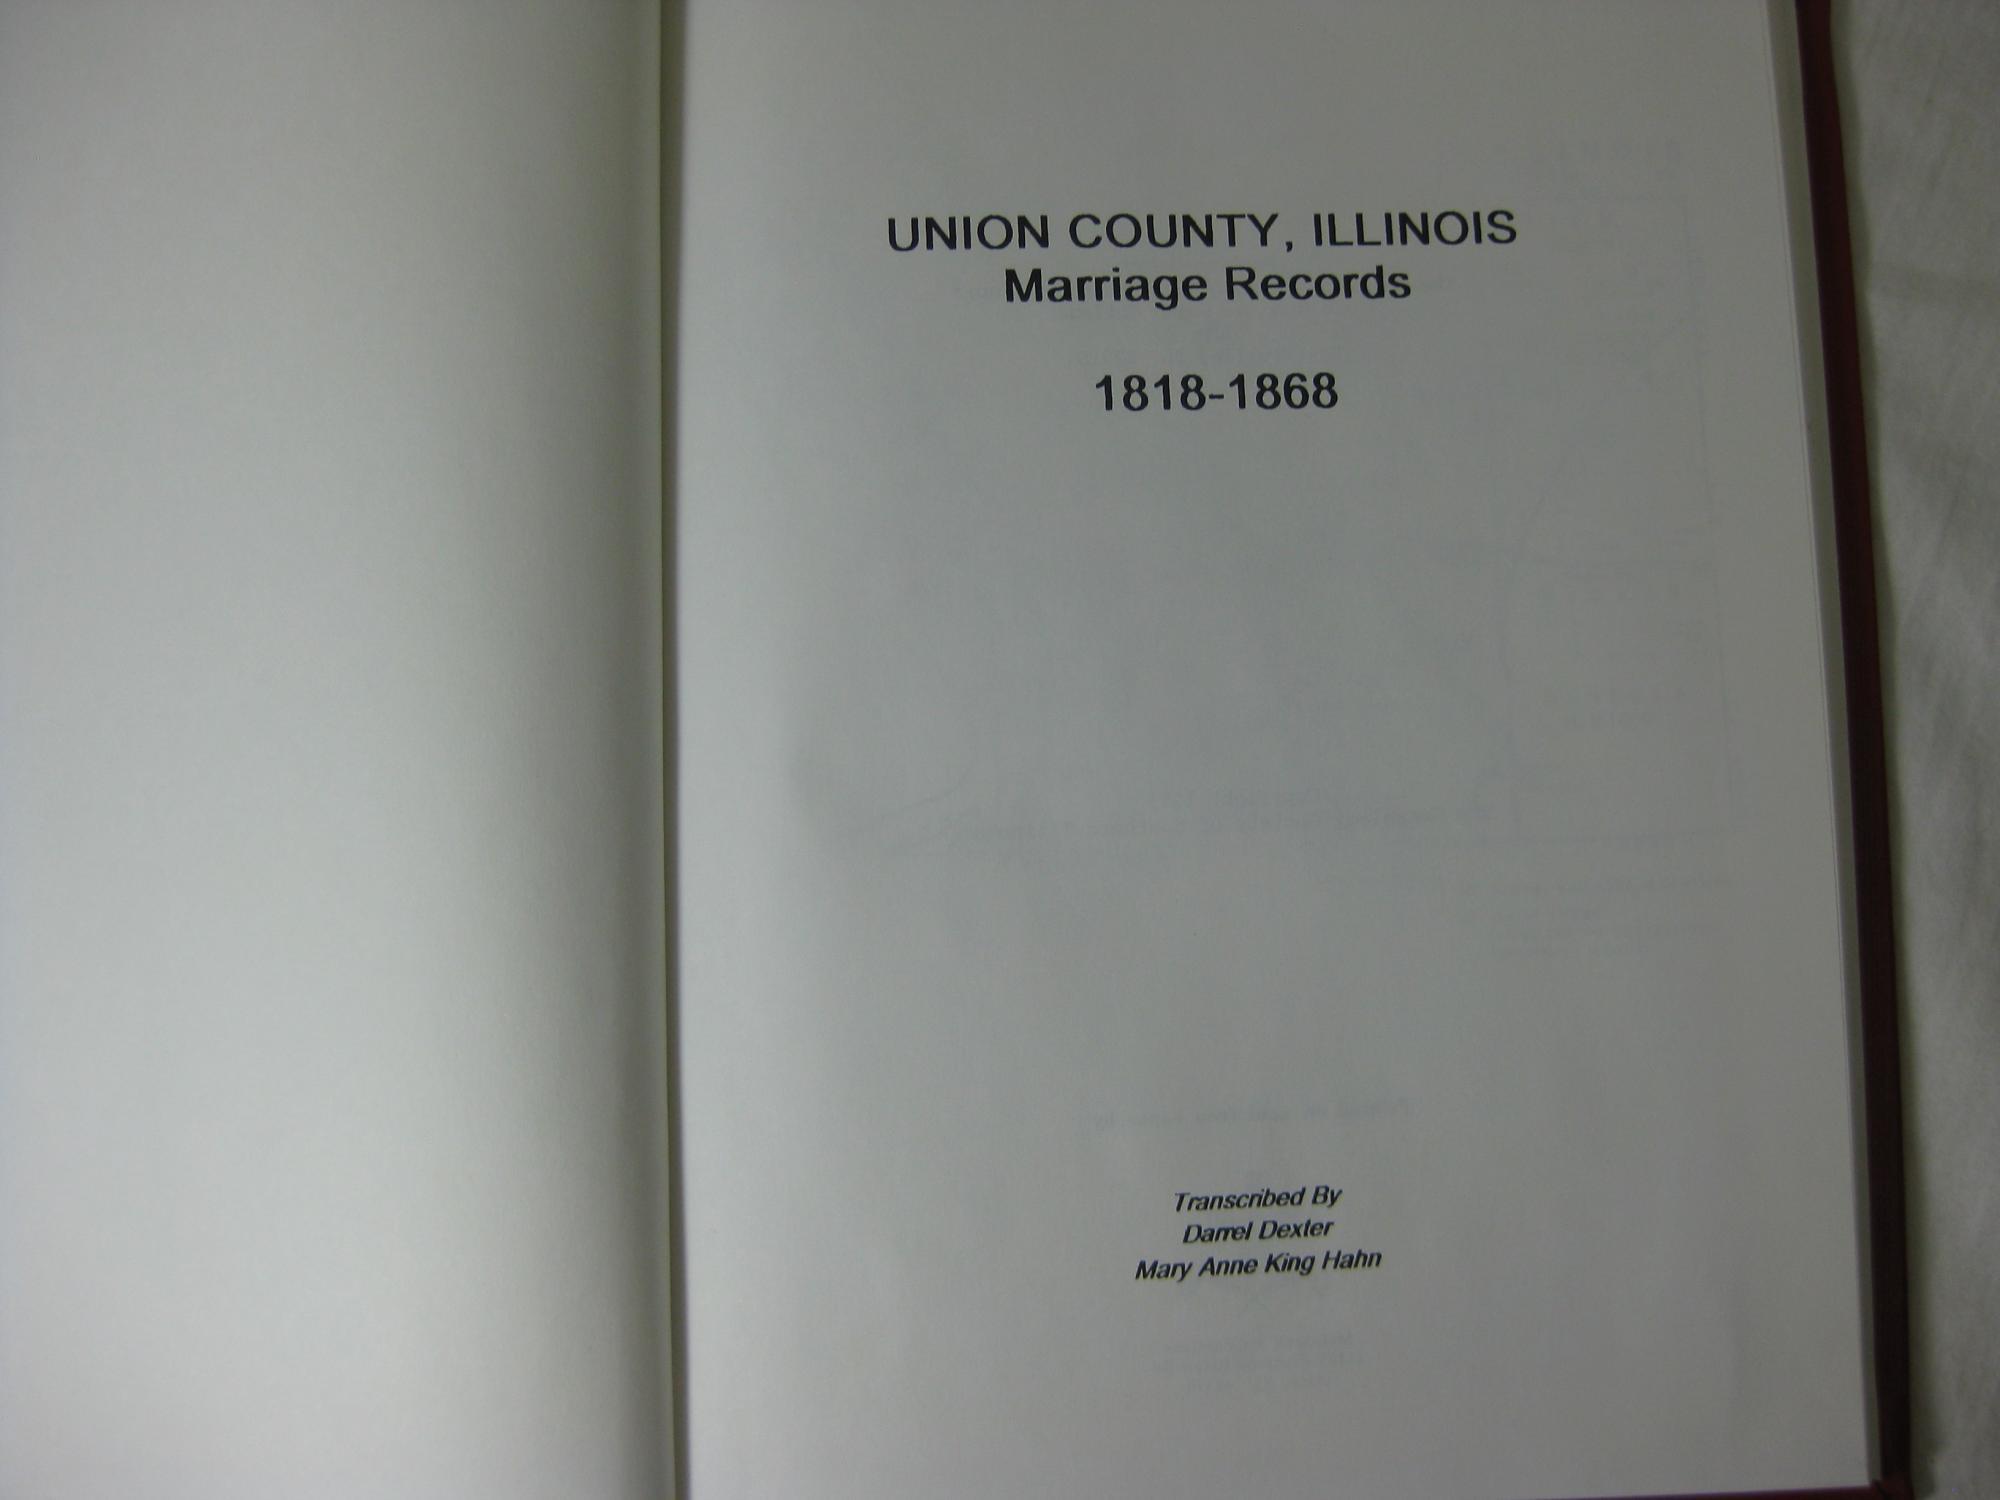 UNION COUNTY, ILLINOIS
Marriage Records
1818-1868
Transcribed By
Darrel Dexter
Mary Anne King Hahn